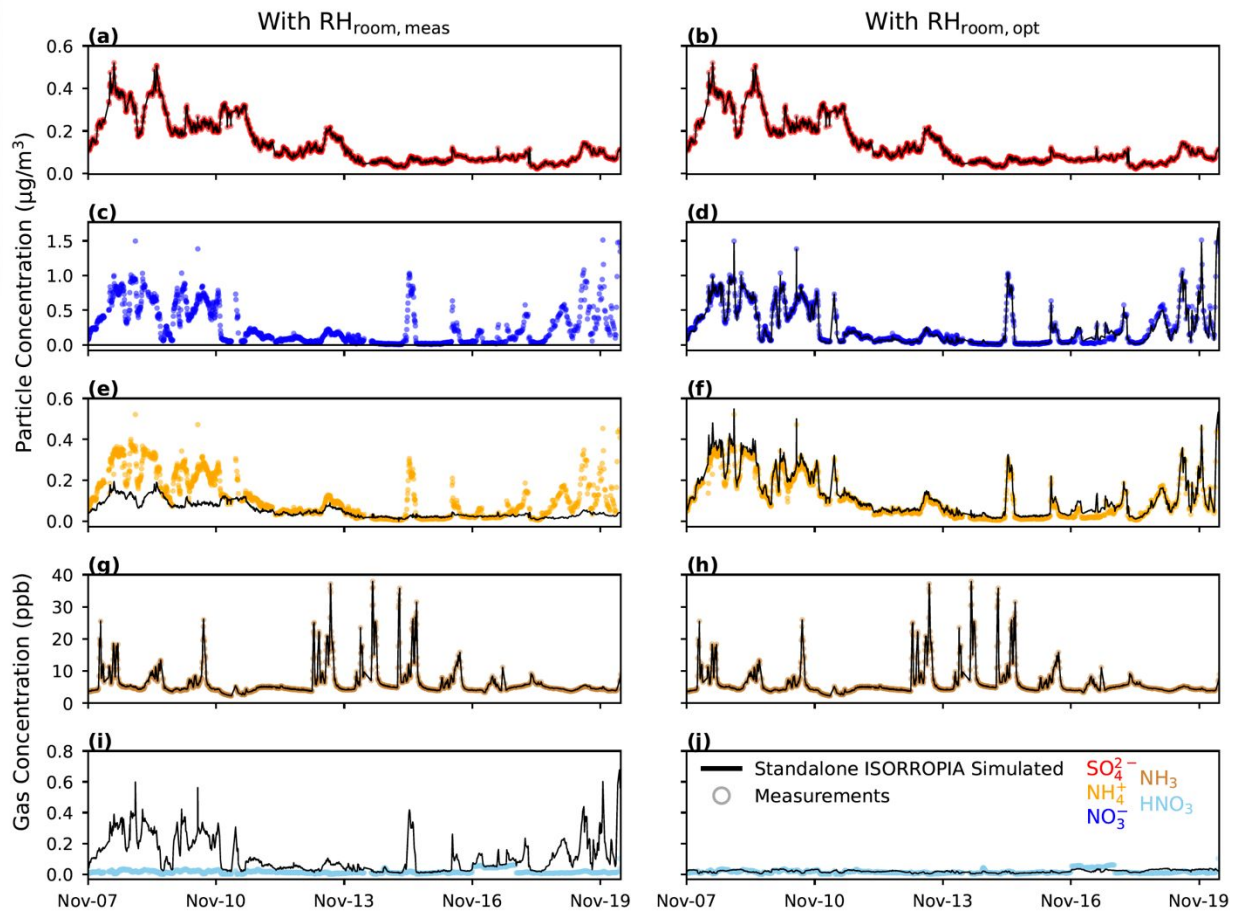 With RH_room, meas
With RH_room, opt
(a)
(b)
0.6
0.4
0.2
0.0
(c)
(d)
1.5
1.0
0.5
0.0
Particle Concentration (µg/m³)
(e)
(f)
0.6
0.4
0.2
0.0
(g)
(h)
40
30
20
10
0
Gas Concentration (ppb)
(i)
(j)
0.8
0.6
0.4
0.2
0.0
Standalone ISORROPIA Simulated
Measurements
SO₄²⁻
NH₄⁺
NO₃⁻
NH₃
HNO₃
Nov-07 Nov-10 Nov-13 Nov-16 Nov-19
Nov-07 Nov-10 Nov-13 Nov-16 Nov-19